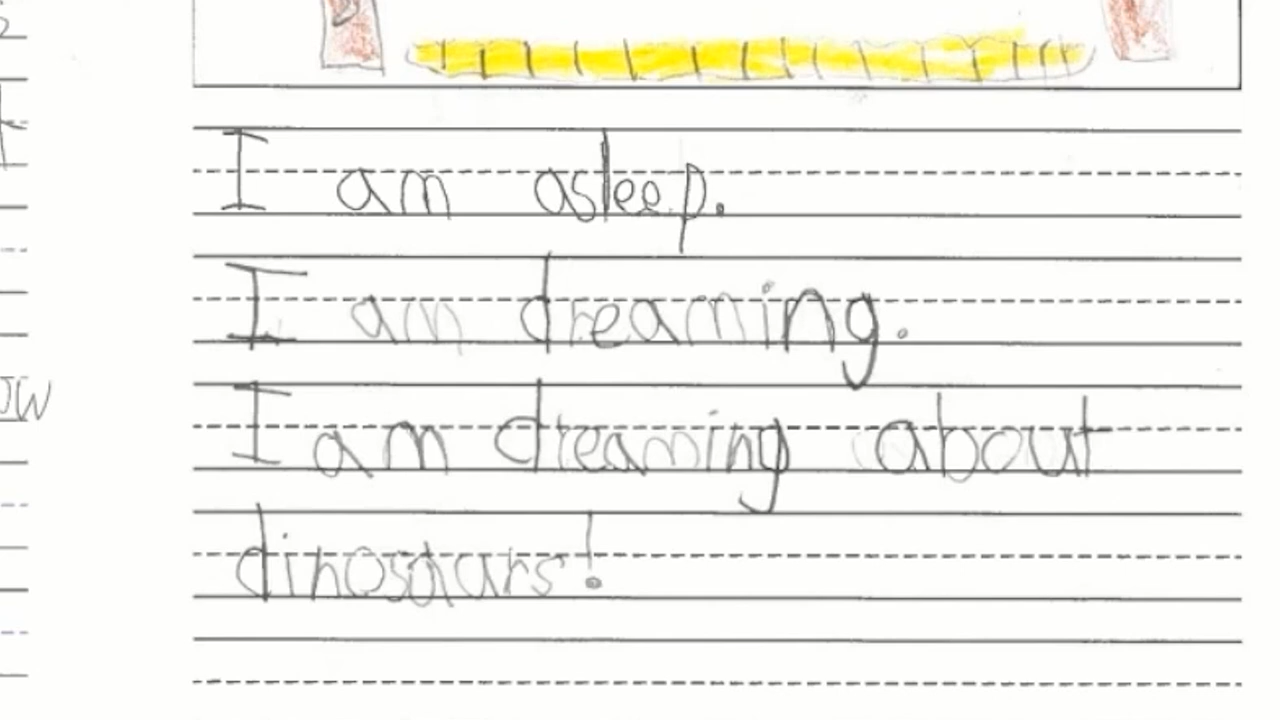 I am asleep.
I am dreaming.
I am dreaming about
dinosaurs!